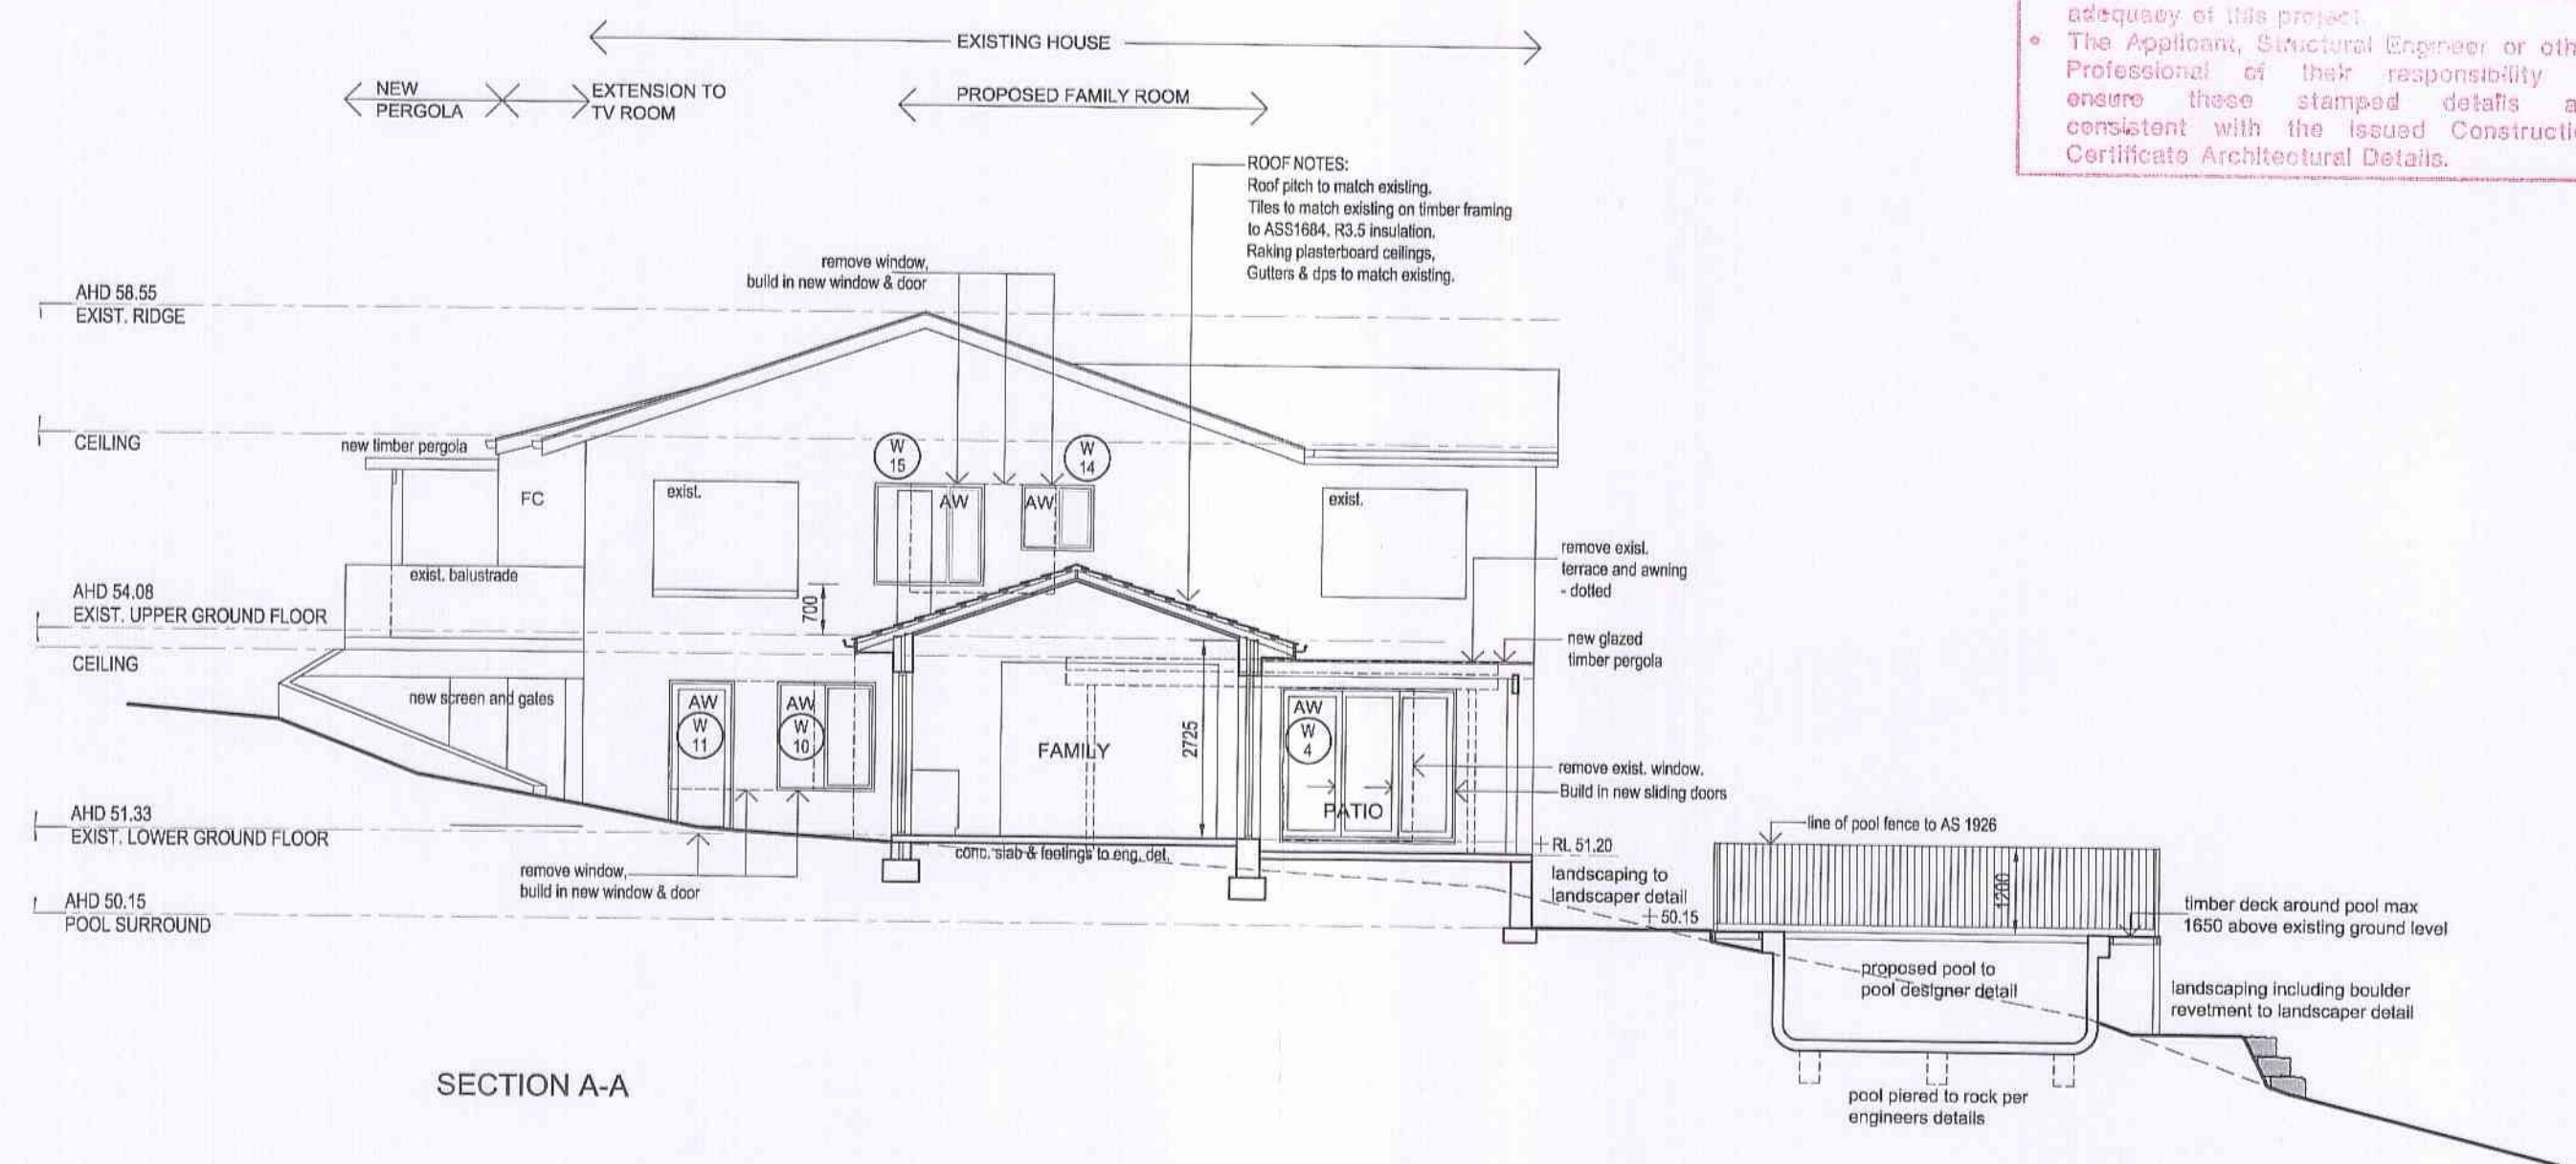 adequacy of this project.
• The Applicant, Structural Engineer or oth
Professional of their responsibility
ensure these stamped details a
consistent with the issued Constructi
Certificate Architectural Details.
EXISTING HOUSE
NEW
PERGOLA
EXTENSION TO
TV ROOM
PROPOSED FAMILY ROOM
ROOF NOTES:
Roof pitch to match existing.
Tiles to match existing on timber framing
to ASS1684. R3.5 insulation.
Raking plasterboard ceilings,
Gutters & dps to match existing.
remove window,
build in new window & door
AHD 58.55
EXIST. RIDGE
CEILING
new timber pergola
FC
exist.
W
15
AW
W
14
AW
exist.
remove exist.
terrace and awning
- dotted
exist. balustrade
AHD 54.08
EXIST. UPPER GROUND FLOOR
700
CEILING
new glazed
timber pergola
new screen and gates
AW
W
11
AW
W
10
FAMILY
2725
AW
W
4
PATIO
remove exist. window.
Build in new sliding doors
AHD 51.33
EXIST. LOWER GROUND FLOOR
line of pool fence to AS 1926
RL 51.20
conc. slab & footings to eng. det.
remove window,
build in new window & door
landscaping to
landscaper detail
50.15
1200
AHD 50.15
POOL SURROUND
timber deck around pool max
1650 above existing ground level
proposed pool to
pool designer detail
landscaping including boulder
revetment to landscaper detail
SECTION A-A
pool piered to rock per
engineers details